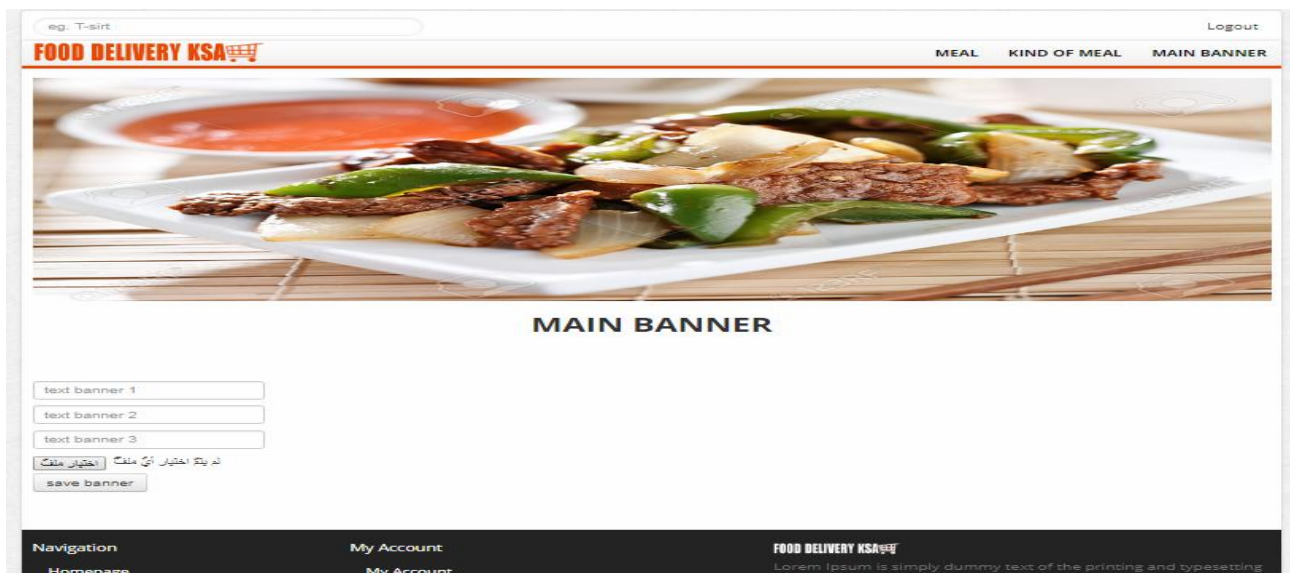 eg. T-sirt
Logout
FOOD DELIVERY KSA
MEAL KIND OF MEAL MAIN BANNER
MAIN BANNER
text banner 1
text banner 2
text banner 3
اختيار ملفّ لم يتمّ اختيار أيّ ملفّ
save banner
Navigation My Account FOOD DELIVERY KSA
Homepage My Account Lorem Ipsum is simply dummy text of the printing and typesetting